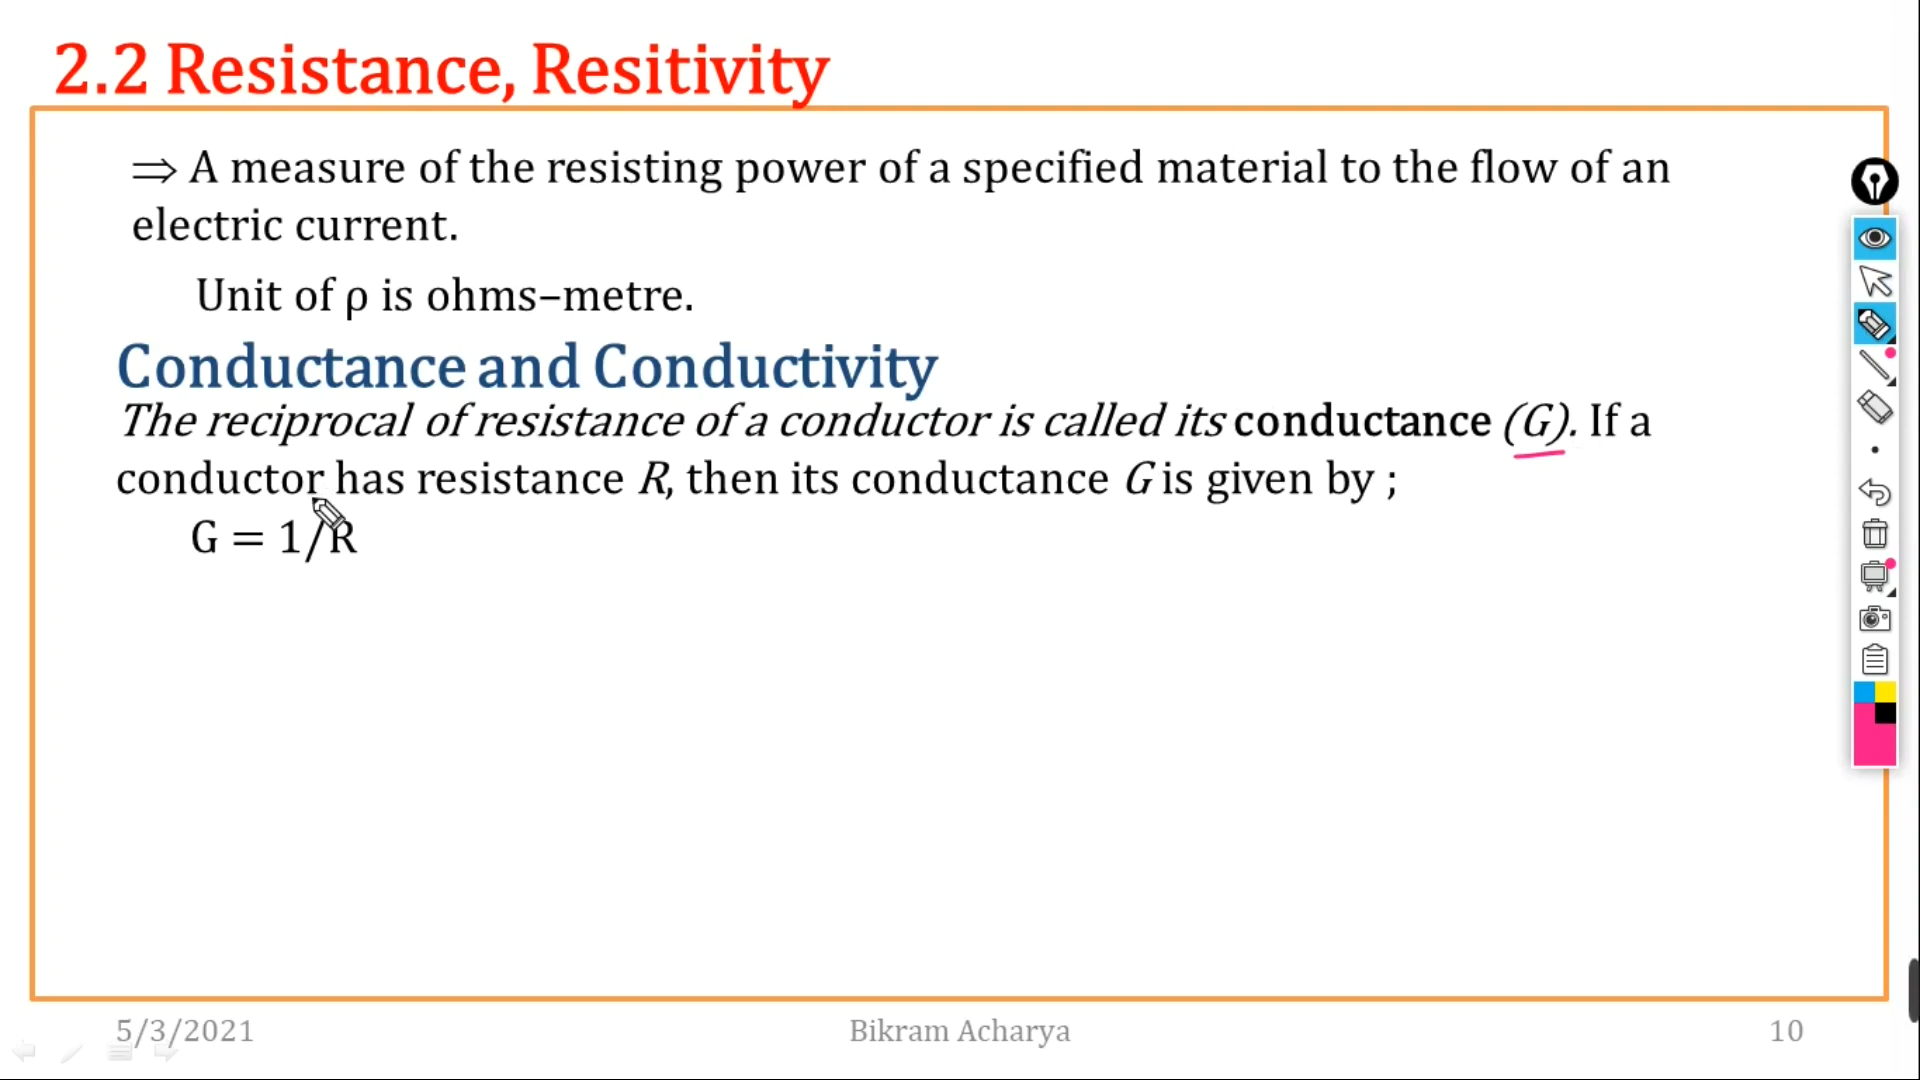 2.2 Resistance, Resitivity
⇒ A measure of the resisting power of a specified material to the flow of an
electric current.
Unit of ρ is ohms–metre.
Conductance and Conductivity
The reciprocal of resistance of a conductor is called its conductance (G). If a
conductor has resistance R, then its conductance G is given by ;
G = 1/R
5/3/2021
Bikram Acharya
10